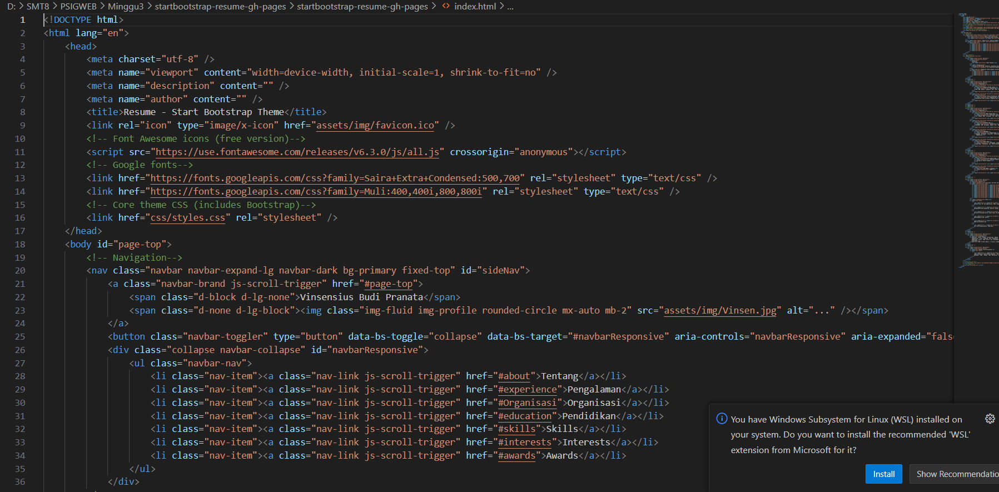 D: > SMT8 > PSIGWEB > Minggu3 > startbootstrap-resume-gh-pages > startbootstrap-resume-gh-pages > <> index.html > ...
1 <!DOCTYPE html>
2 <html lang="en">
3 <head>
4 <meta charset="utf-8" />
5 <meta name="viewport" content="width=device-width, initial-scale=1, shrink-to-fit=no" />
6 <meta name="description" content="" />
7 <meta name="author" content="" />
8 <title>Resume - Start Bootstrap Theme</title>
9 <link rel="icon" type="image/x-icon" href="assets/img/favicon.ico" />
10 <!-- Font Awesome icons (free version)-->
11 <script src="https://use.fontawesome.com/releases/v6.3.0/js/all.js" crossorigin="anonymous"></script>
12 <!-- Google fonts-->
13 <link href="https://fonts.googleapis.com/css?family=Saira+Extra+Condensed:500,700" rel="stylesheet" type="text/css" />
14 <link href="https://fonts.googleapis.com/css?family=Muli:400,400i,800,800i" rel="stylesheet" type="text/css" />
15 <!-- Core theme CSS (includes Bootstrap)-->
16 <link href="css/styles.css" rel="stylesheet" />
17 </head>
18 <body id="page-top">
19 <!-- Navigation-->
20 <nav class="navbar navbar-expand-lg navbar-dark bg-primary fixed-top" id="sideNav">
21 <a class="navbar-brand js-scroll-trigger" href="#page-top">
22 <span class="d-block d-lg-none">Vinsensius Budi Pranata</span>
23 <span class="d-none d-lg-block"><img class="img-fluid img-profile rounded-circle mx-auto mb-2" src="assets/img/Vinsen.jpg" alt="..." /></span>
24 </a>
25 <button class="navbar-toggler" type="button" data-bs-toggle="collapse" data-bs-target="#navbarResponsive" aria-controls="navbarResponsive" aria-expanded="fals
26 <div class="collapse navbar-collapse" id="navbarResponsive">
27 <ul class="navbar-nav">
28 <li class="nav-item"><a class="nav-link js-scroll-trigger" href="#about">Tentang</a></li>
29 <li class="nav-item"><a class="nav-link js-scroll-trigger" href="#experience">Pengalaman</a></li>
30 <li class="nav-item"><a class="nav-link js-scroll-trigger" href="#Organisasi">Organisasi</a></li>
31 <li class="nav-item"><a class="nav-link js-scroll-trigger" href="#education">Pendidikan</a></li>
32 <li class="nav-item"><a class="nav-link js-scroll-trigger" href="#skills">Skills</a></li>
33 <li class="nav-item"><a class="nav-link js-scroll-trigger" href="#interests">Interests</a></li>
34 <li class="nav-item"><a class="nav-link js-scroll-trigger" href="#awards">Awards</a></li>
35 </ul>
36 </div>
You have Windows Subsystem for Linux (WSL) installed on
your system. Do you want to install the recommended 'WSL'
extension from Microsoft for it?
Install
Show Recommendatio